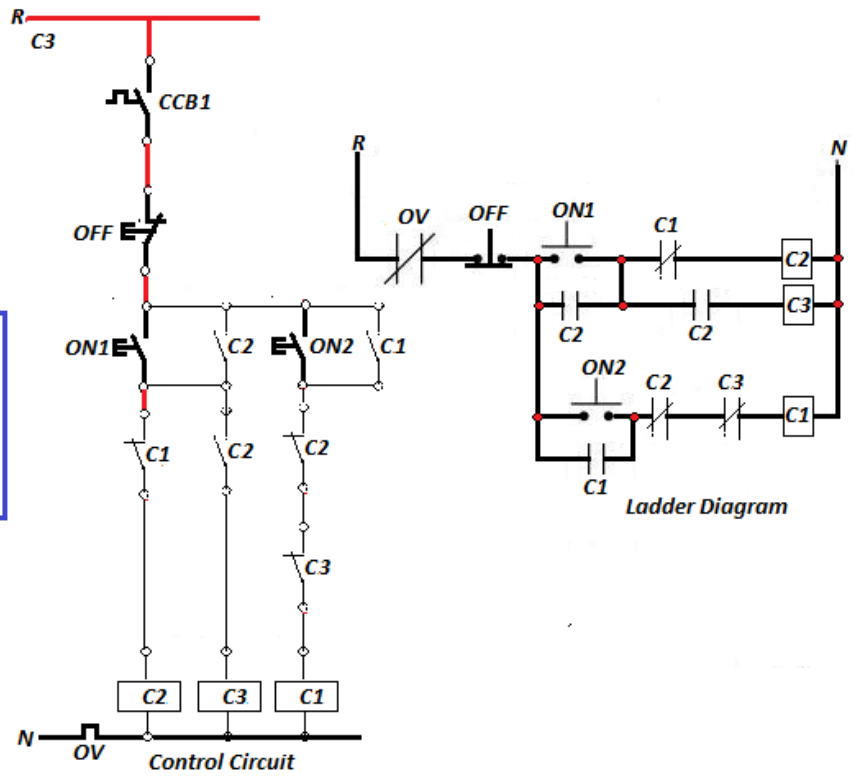 R
C3
CCB1
OFF
ON1 C2 ON2 C1
C1 C2 C2
C3
C2 C3 C1
N
OV
Control Circuit
R N
OV OFF ON1 C1 C2
C2 C2 C3
ON2 C2 C3 C1
C1
Ladder Diagram